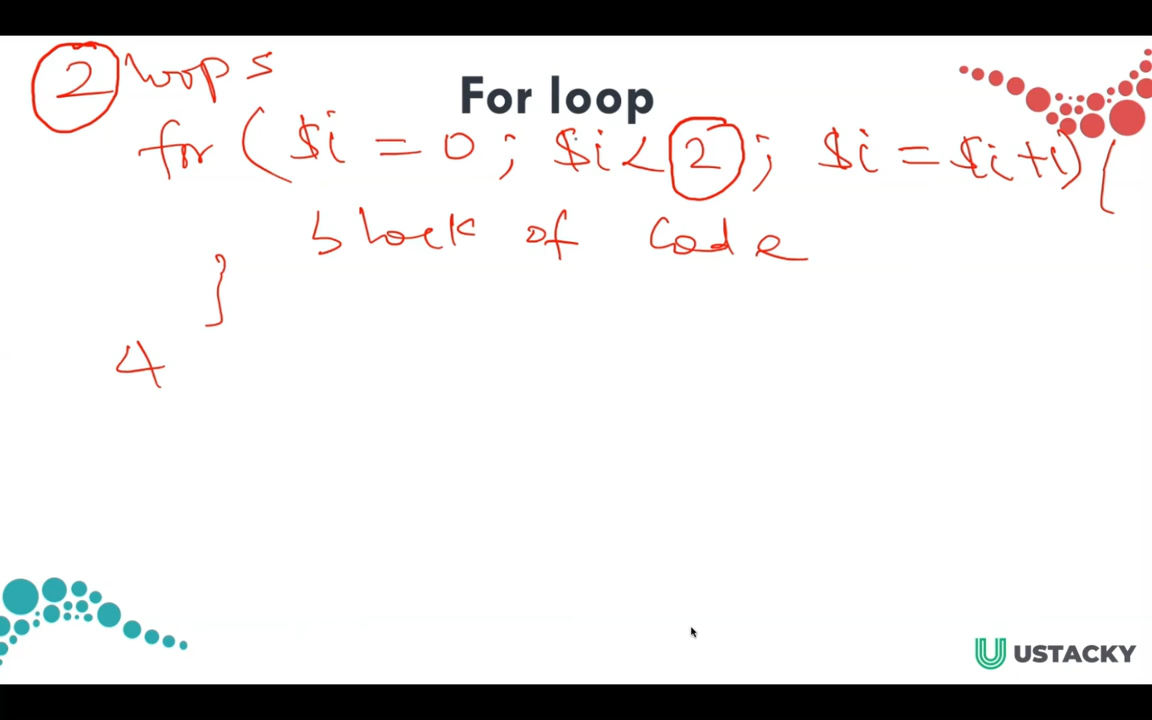 2 loops
For loop
for ($i = 0; $i < 2; $i = $i+1) {
block of code
}
4
USTACKY